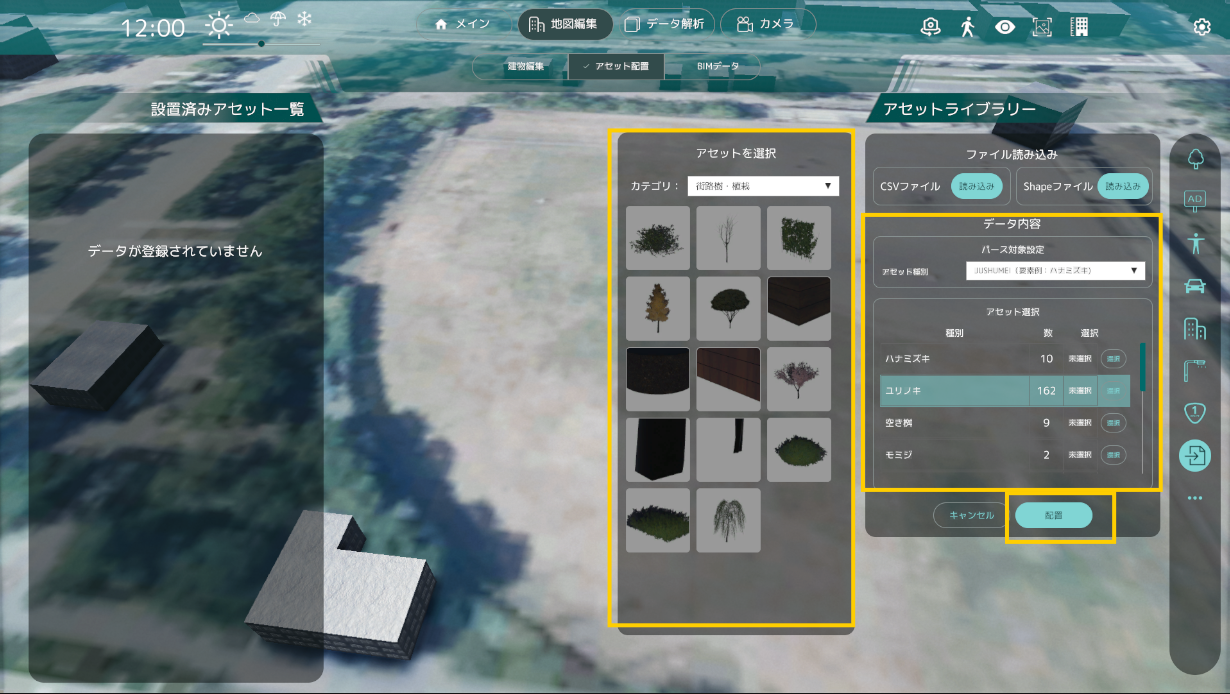 12:00
メイン
地図編集
データ解析
カメラ
建物編集
アセット配置
BIMデータ
設置済みアセット一覧
データが登録されていません
アセットを選択
カテゴリ：
街路樹・植栽
アセットライブラリー
ファイル読み込み
CSVファイル
読み込み
Shapeファイル
読み込み
データ内容
パース対象設定
アセット種別
JUSHUMEI（要素例：ハナミズキ）
アセット選択
種別 数 選択
ハナミズキ 10 未選択 選択
ユリノキ 162 未選択 選択
空き桝 9 未選択 選択
モミジ 2 未選択 選択
キャンセル
配置
AD
1